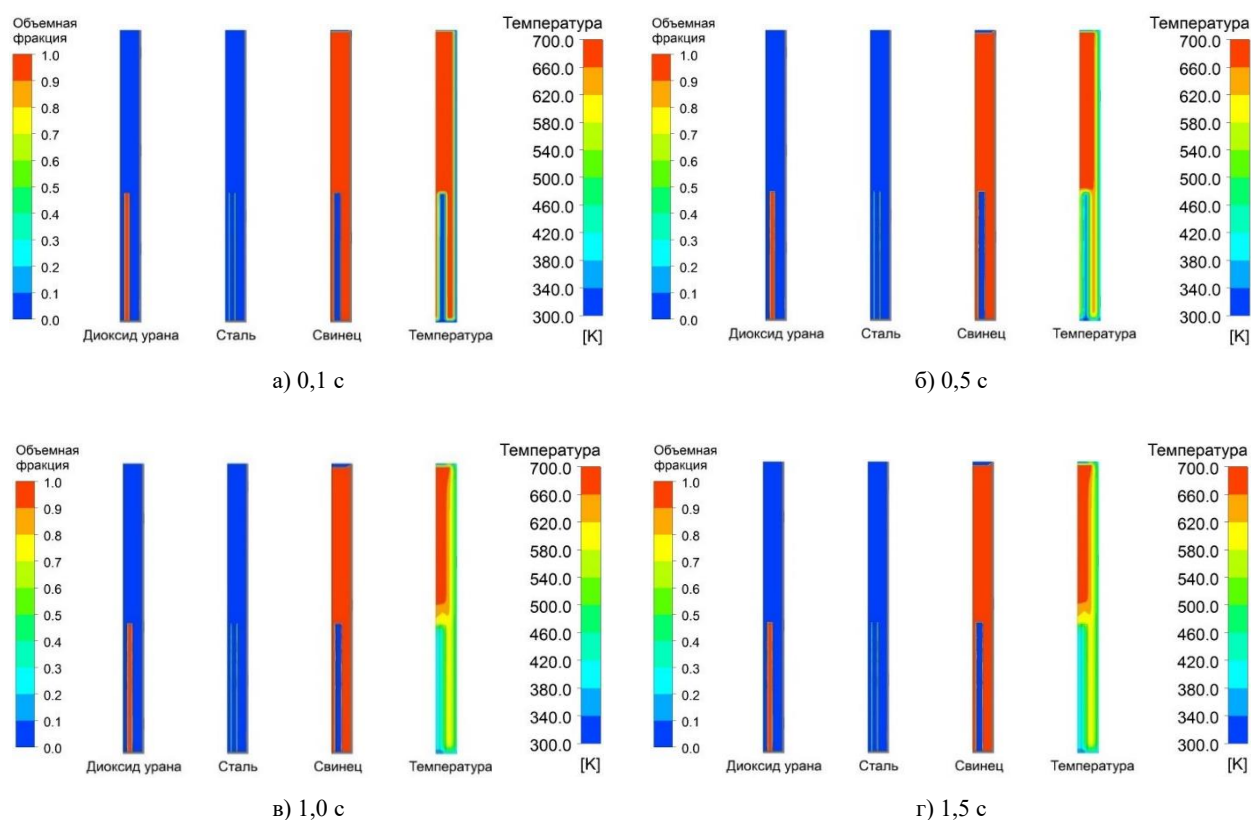 Объемная
фракция
1.0
0.9
0.8
0.7
0.6
0.5
0.4
0.3
0.2
0.1
0.0
Диоксид урана
Сталь
Свинец
Температура
Температура
700.0
660.0
620.0
580.0
540.0
500.0
460.0
420.0
380.0
340.0
300.0
[K]
а) 0,1 с
Объемная
фракция
1.0
0.9
0.8
0.7
0.6
0.5
0.4
0.3
0.2
0.1
0.0
Диоксид урана
Сталь
Свинец
Температура
Температура
700.0
660.0
620.0
580.0
540.0
500.0
460.0
420.0
380.0
340.0
300.0
[K]
б) 0,5 с
Объемная
фракция
1.0
0.9
0.8
0.7
0.6
0.5
0.4
0.3
0.2
0.1
0.0
Диоксид урана
Сталь
Свинец
Температура
Температура
700.0
660.0
620.0
580.0
540.0
500.0
460.0
420.0
380.0
340.0
300.0
[K]
в) 1,0 с
Объемная
фракция
1.0
0.9
0.8
0.7
0.6
0.5
0.4
0.3
0.2
0.1
0.0
Диоксид урана
Сталь
Свинец
Температура
Температура
700.0
660.0
620.0
580.0
540.0
500.0
460.0
420.0
380.0
340.0
300.0
[K]
г) 1,5 с